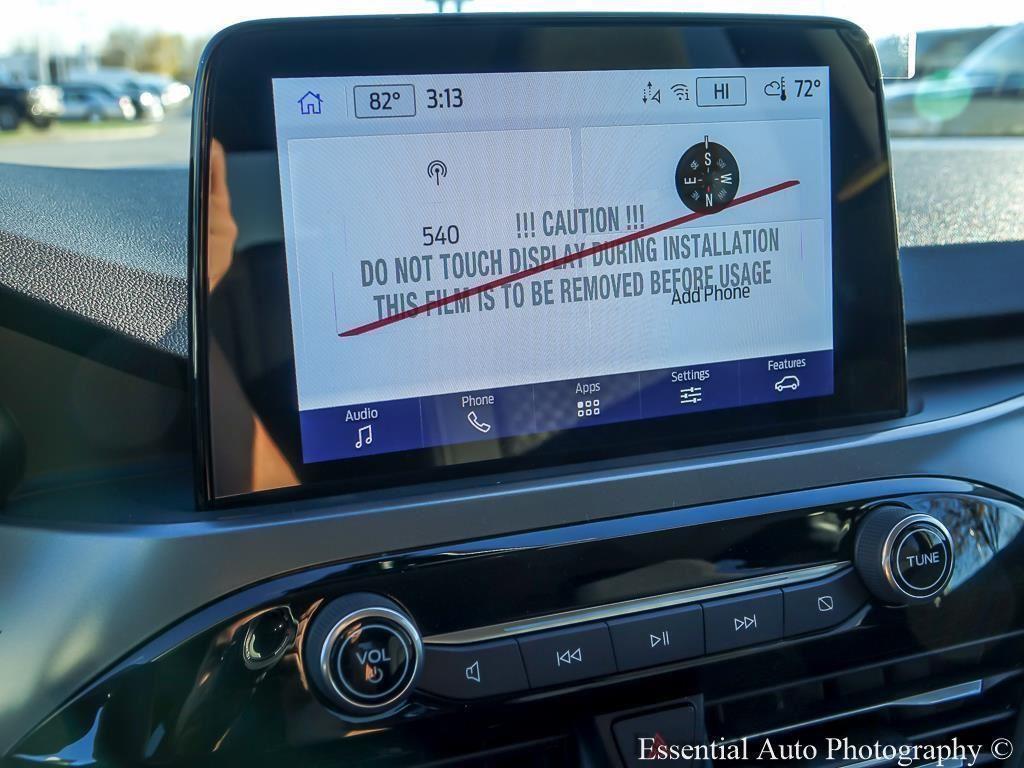 82° 3:13 HI 72°
S
E W
N
540
!!! CAUTION !!!
DO NOT TOUCH DISPLAY DURING INSTALLATION
THIS FILM IS TO BE REMOVED BEFORE USAGE
Add Phone
Audio Phone Apps Settings Features
TUNE
VOL
Essential Auto Photography ©